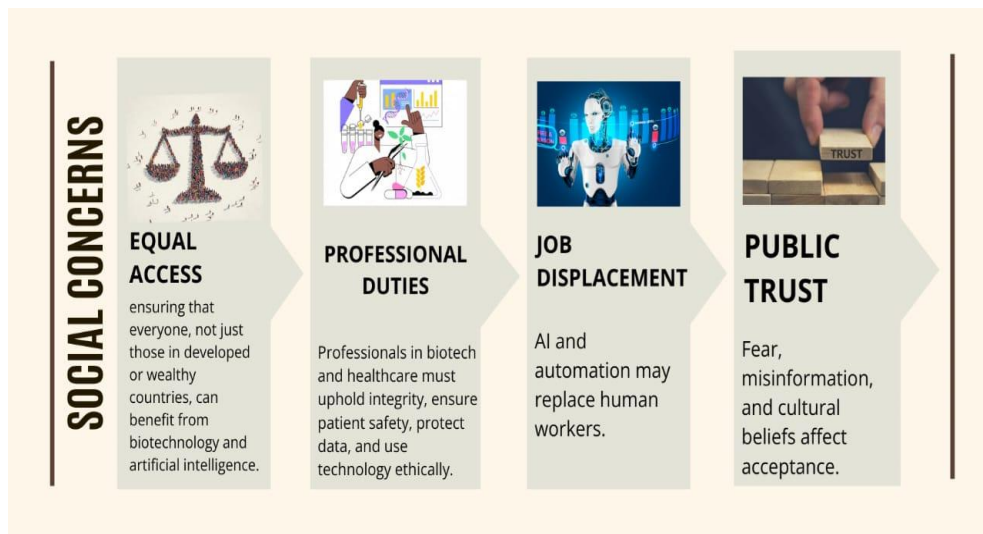 SOCIAL CONCERNS
EQUAL
ACCESS
ensuring that
everyone, not just
those in developed
or wealthy
countries, can
benefit from
biotechnology and
artificial intelligence.
PROFESSIONAL
DUTIES
Professionals in biotech
and healthcare must
uphold integrity, ensure
patient safety, protect
data, and use
technology ethically.
JOB
DISPLACEMENT
AI and
automation may
replace human
workers.
TRUST
PUBLIC
TRUST
Fear,
misinformation,
and cultural
beliefs affect
acceptance.